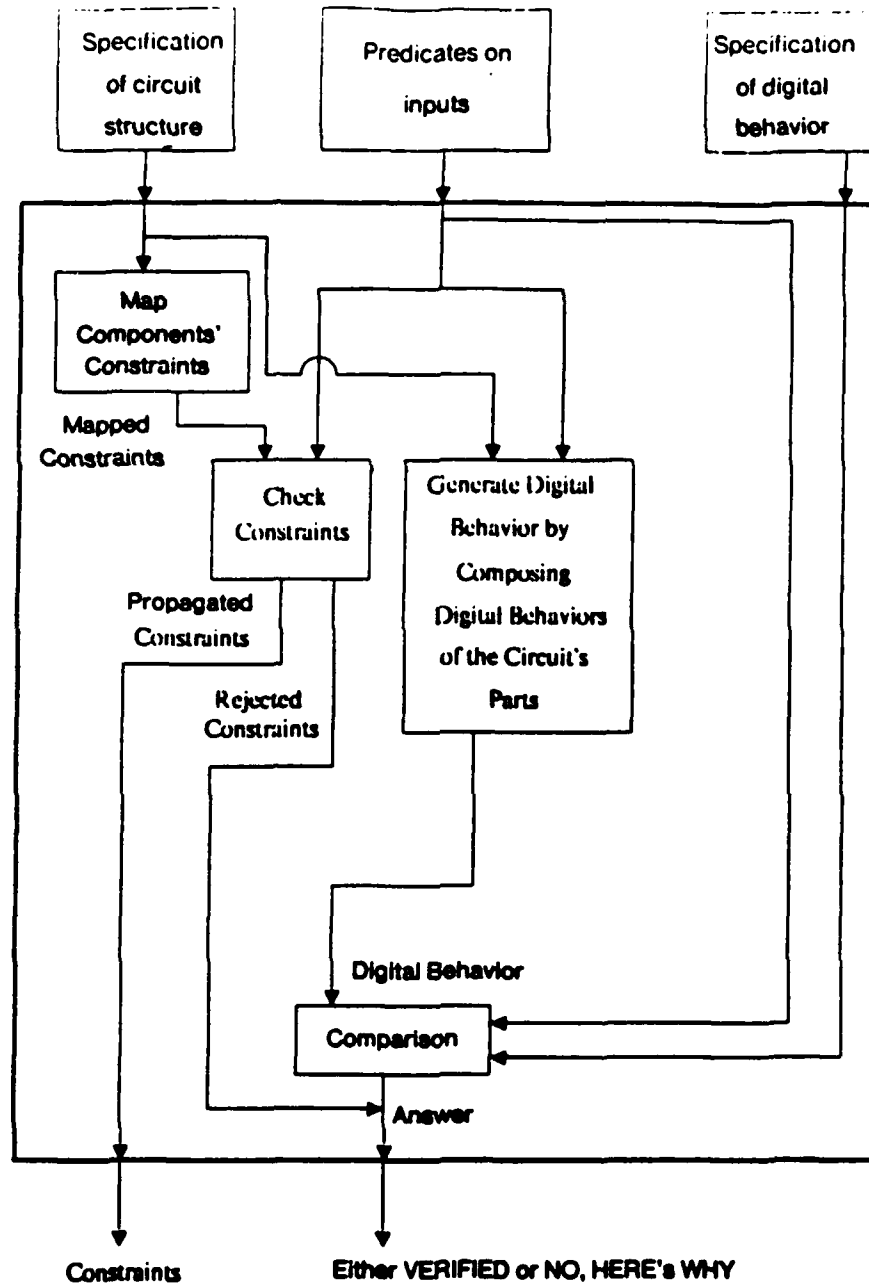 Specification
of circuit
structure
Predicates on
inputs
Specification
of digital
behavior
Map
Components'
Constraints
Mapped
Constraints
Check
Constraints
Generate Digital
Behavior by
Composing
Digital Behaviors
of the Circuit's
Parts
Propagated
Constraints
Rejected
Constraints
Digital Behavior
Comparison
Answer
Constraints
Either VERIFIED or NO, HERE's WHY